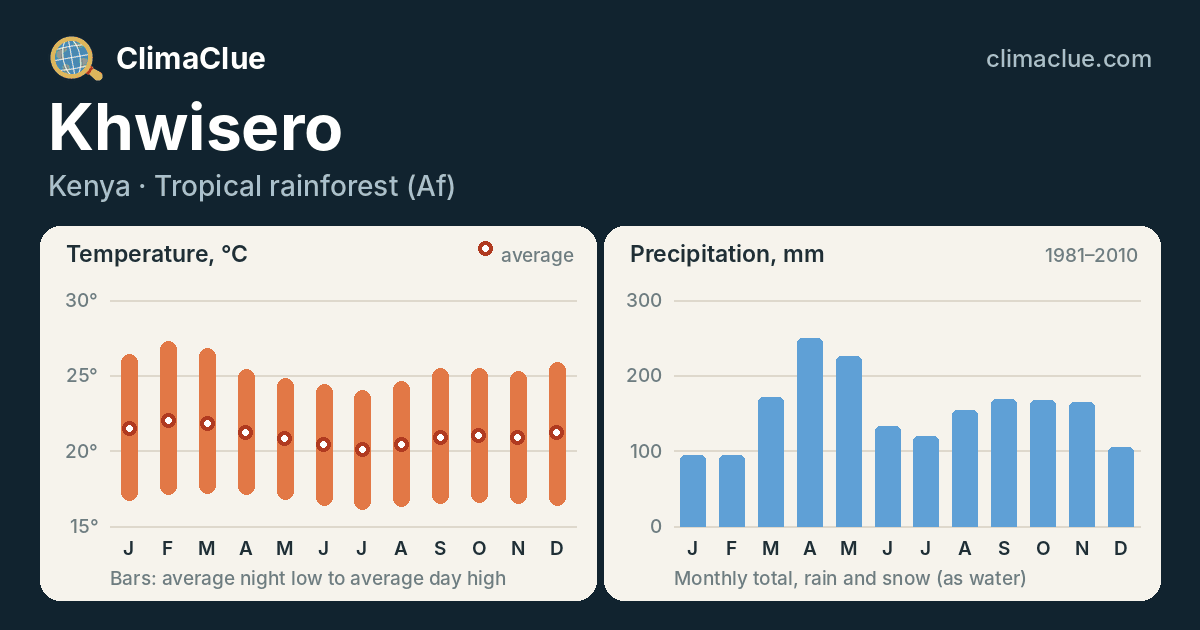 ClimaClue
climaclue.com
Khwisero
Kenya · Tropical rainforest (Af)
Temperature, °C
average
30°
25°
20°
15°
J F M A M J J A S O N D
Bars: average night low to average day high
Precipitation, mm
1981–2010
300
200
100
0
J F M A M J J A S O N D
Monthly total, rain and snow (as water)